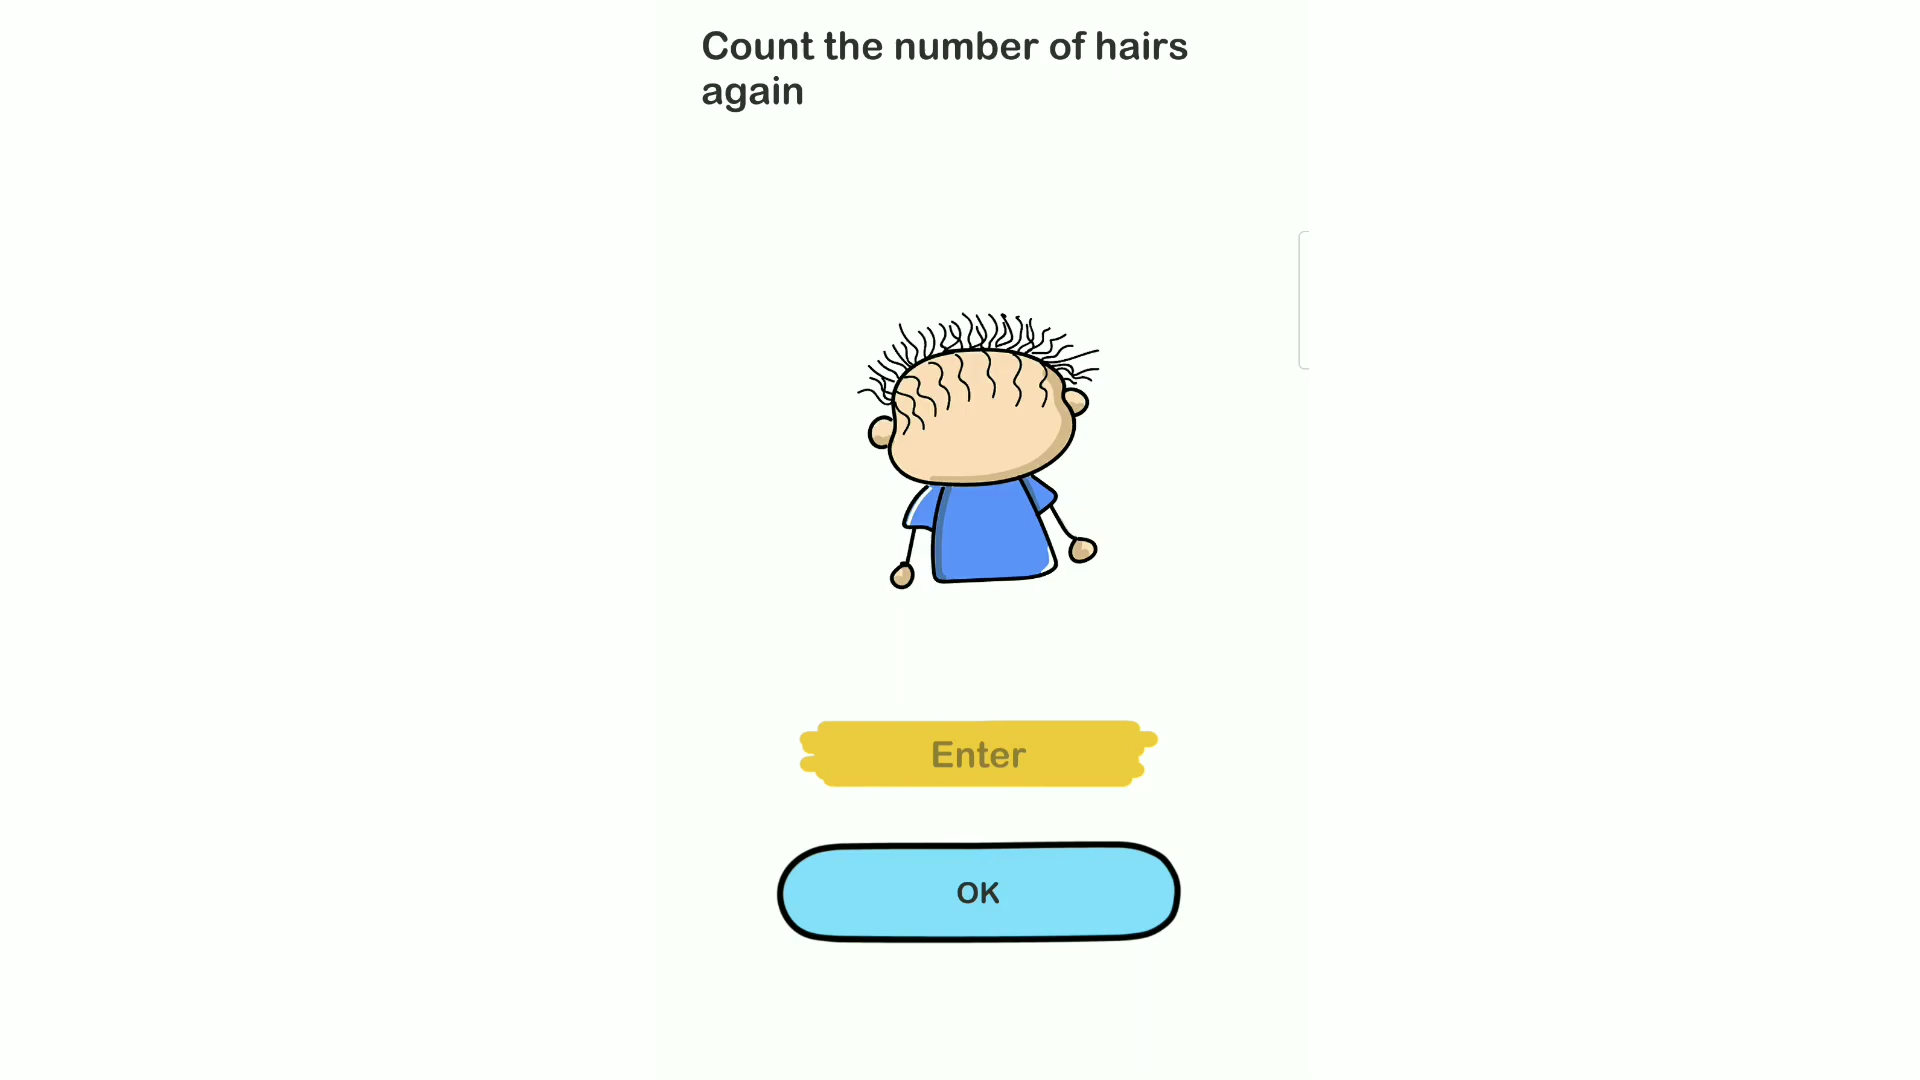 Count the number of hairs
again
Enter
OK